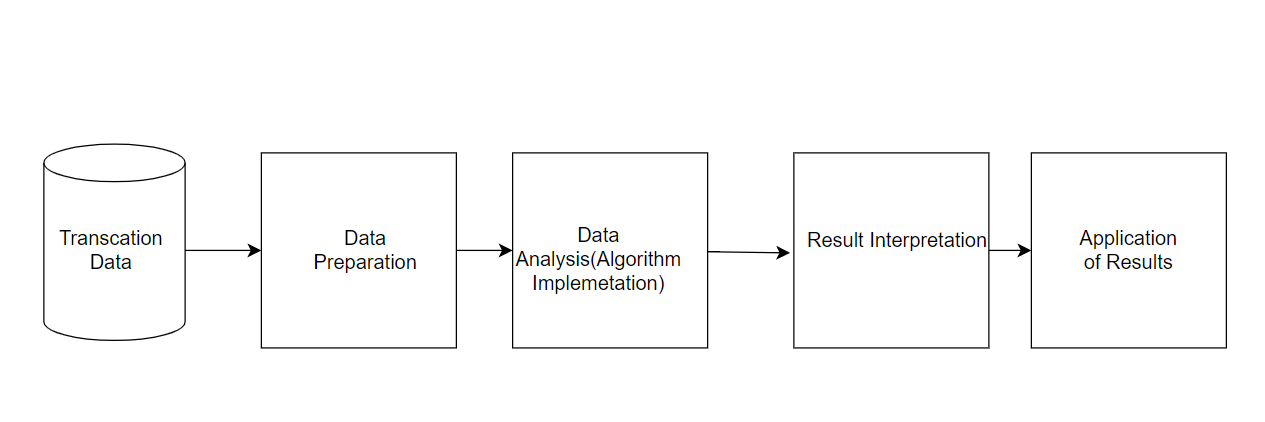 Transcation
Data
Data
Preparation
Data
Analysis(Algorithm
Implemetation)
Result Interpretation
Application
of Results